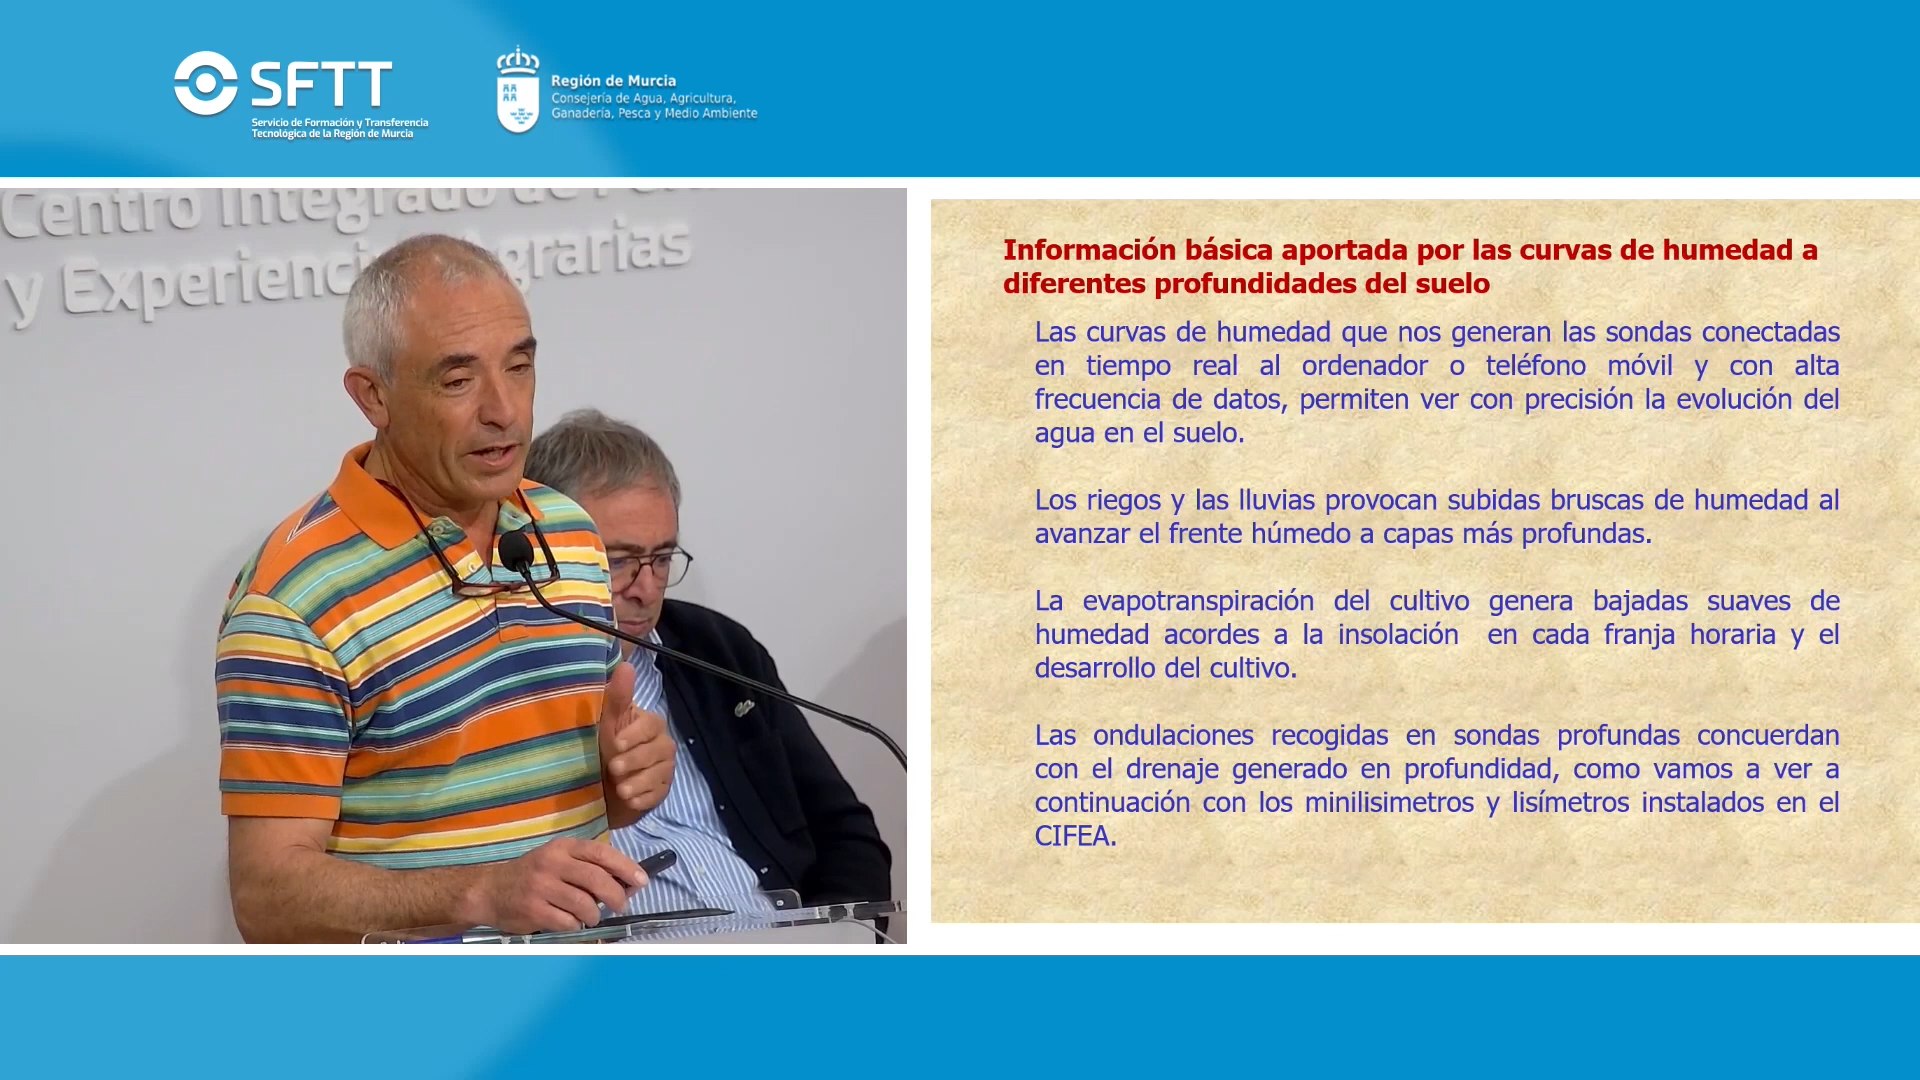 SFTT
Servicio de Formación y Transferencia
Tecnológica de la Región de Murcia
Región de Murcia
Consejería de Agua, Agricultura,
Ganadería, Pesca y Medio Ambiente
Centro Integrado de
y Experiencias Agrarias
Información básica aportada por las curvas de humedad a
diferentes profundidades del suelo
Las curvas de humedad que nos generan las sondas conectadas
en tiempo real al ordenador o teléfono móvil y con alta
frecuencia de datos, permiten ver con precisión la evolución del
agua en el suelo.
Los riegos y las lluvias provocan subidas bruscas de humedad al
avanzar el frente húmedo a capas más profundas.
La evapotranspiración del cultivo genera bajadas suaves de
humedad acordes a la insolación en cada franja horaria y el
desarrollo del cultivo.
Las ondulaciones recogidas en sondas profundas concuerdan
con el drenaje generado en profundidad, como vamos a ver a
continuación con los minilisimetros y lisímetros instalados en el
CIFEA.